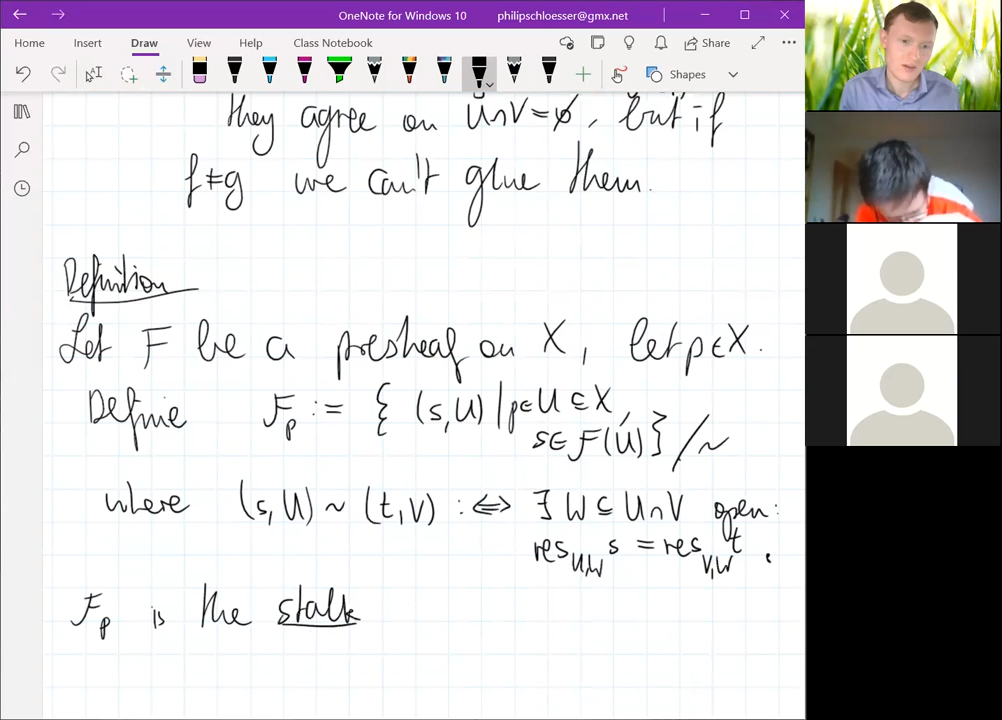 OneNote for Windows 10 philipschloesser@gmx.net
Home Insert Draw View Help Class Notebook Share
Shapes
they agree on U∩V=∅, but if
f≠g we can't glue them.
Definition
Let F be a presheaf on X, let p∈X.
Define F_p := { (s,U) | p∈U⊆X,
s∈F(U)} /~
where (s,U) ~ (t,V) :⇔ ∃ W⊆U∩V open:
res_{U,W} s = res_{V,W} t .
F_p is the stalk